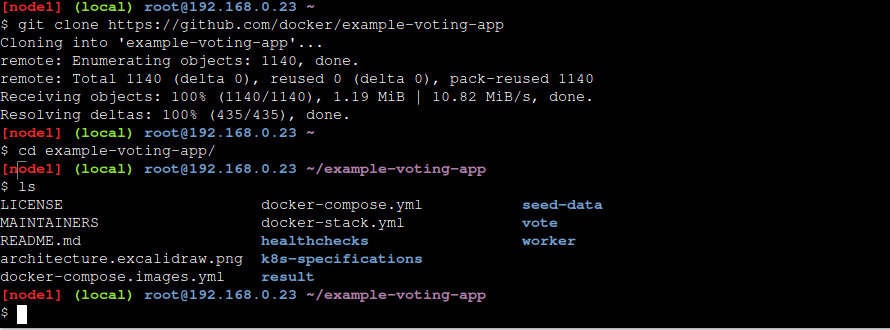 [node1] (local) root@192.168.0.23 ~
$ git clone https://github.com/docker/example-voting-app
Cloning into 'example-voting-app'...
remote: Enumerating objects: 1140, done.
remote: Total 1140 (delta 0), reused 0 (delta 0), pack-reused 1140
Receiving objects: 100% (1140/1140), 1.19 MiB | 10.82 MiB/s, done.
Resolving deltas: 100% (435/435), done.
[node1] (local) root@192.168.0.23 ~
$ cd example-voting-app/
[node1] (local) root@192.168.0.23 ~/example-voting-app
$ ls
LICENSE                     docker-compose.yml          seed-data
MAINTAINERS                 docker-stack.yml            vote
README.md                   healthchecks                worker
architecture.excalidraw.png k8s-specifications
docker-compose.images.yml   result
[node1] (local) root@192.168.0.23 ~/example-voting-app
$